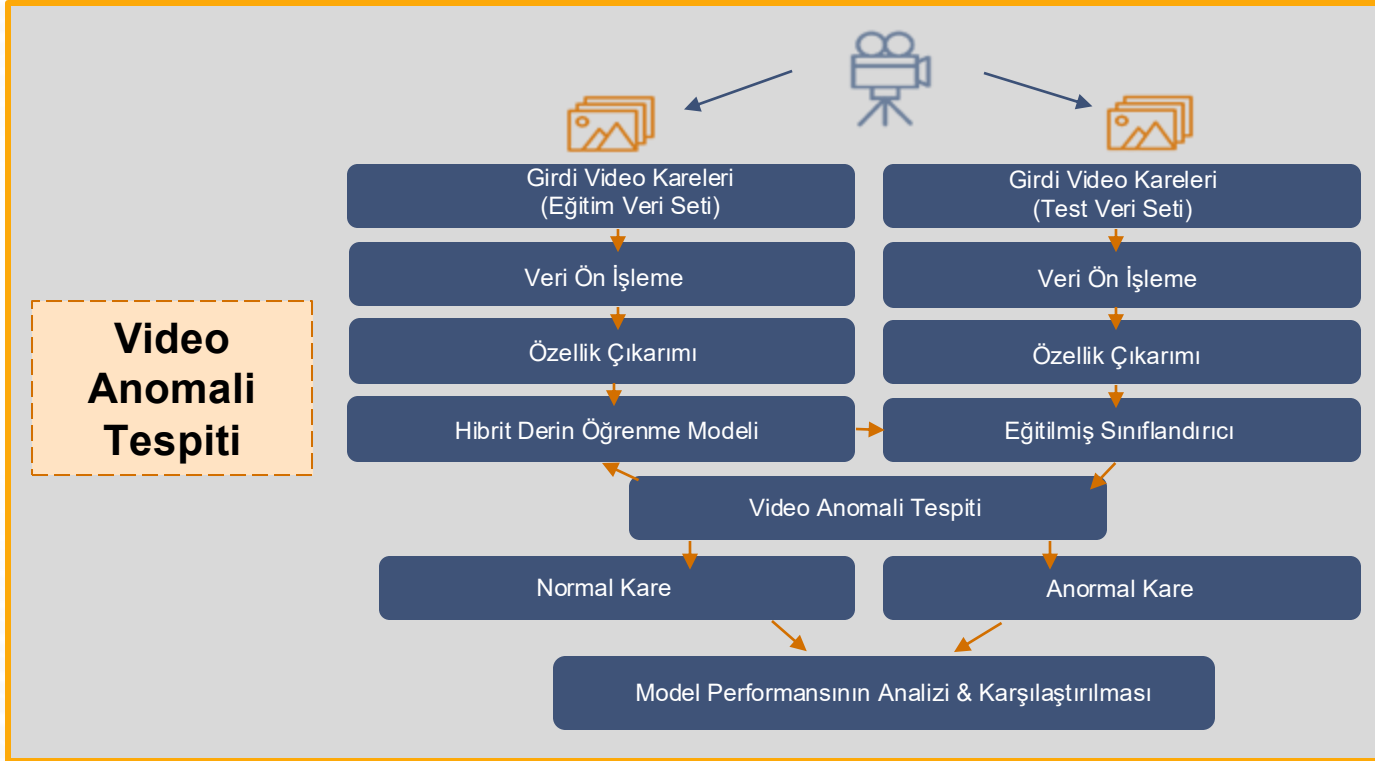 Girdi Video Kareleri
(Eğitim Veri Seti)
Girdi Video Kareleri
(Test Veri Seti)
Veri Ön İşleme
Veri Ön İşleme
Özellik Çıkarımı
Özellik Çıkarımı
Video
Anomali
Tespiti
Hibrit Derin Öğrenme Modeli
Eğitilmiş Sınıflandırıcı
Video Anomali Tespiti
Normal Kare
Anormal Kare
Model Performansının Analizi & Karşılaştırılması